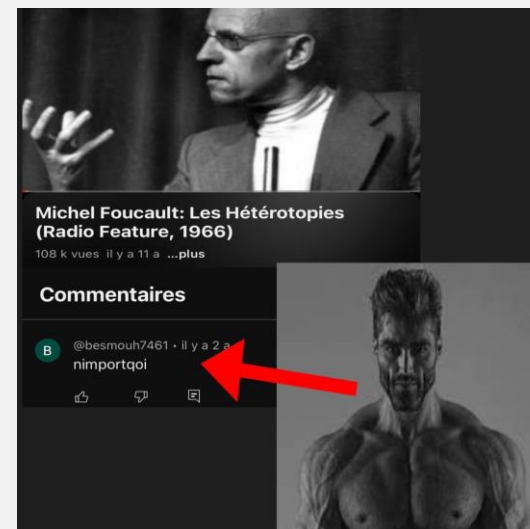 Michel Foucault: Les Hétérotopies
(Radio Feature, 1966)
108 k vues il y a 11 a ...plus
Commentaires
B
@besmouh7461 • il y a 2 a
nimportqoi